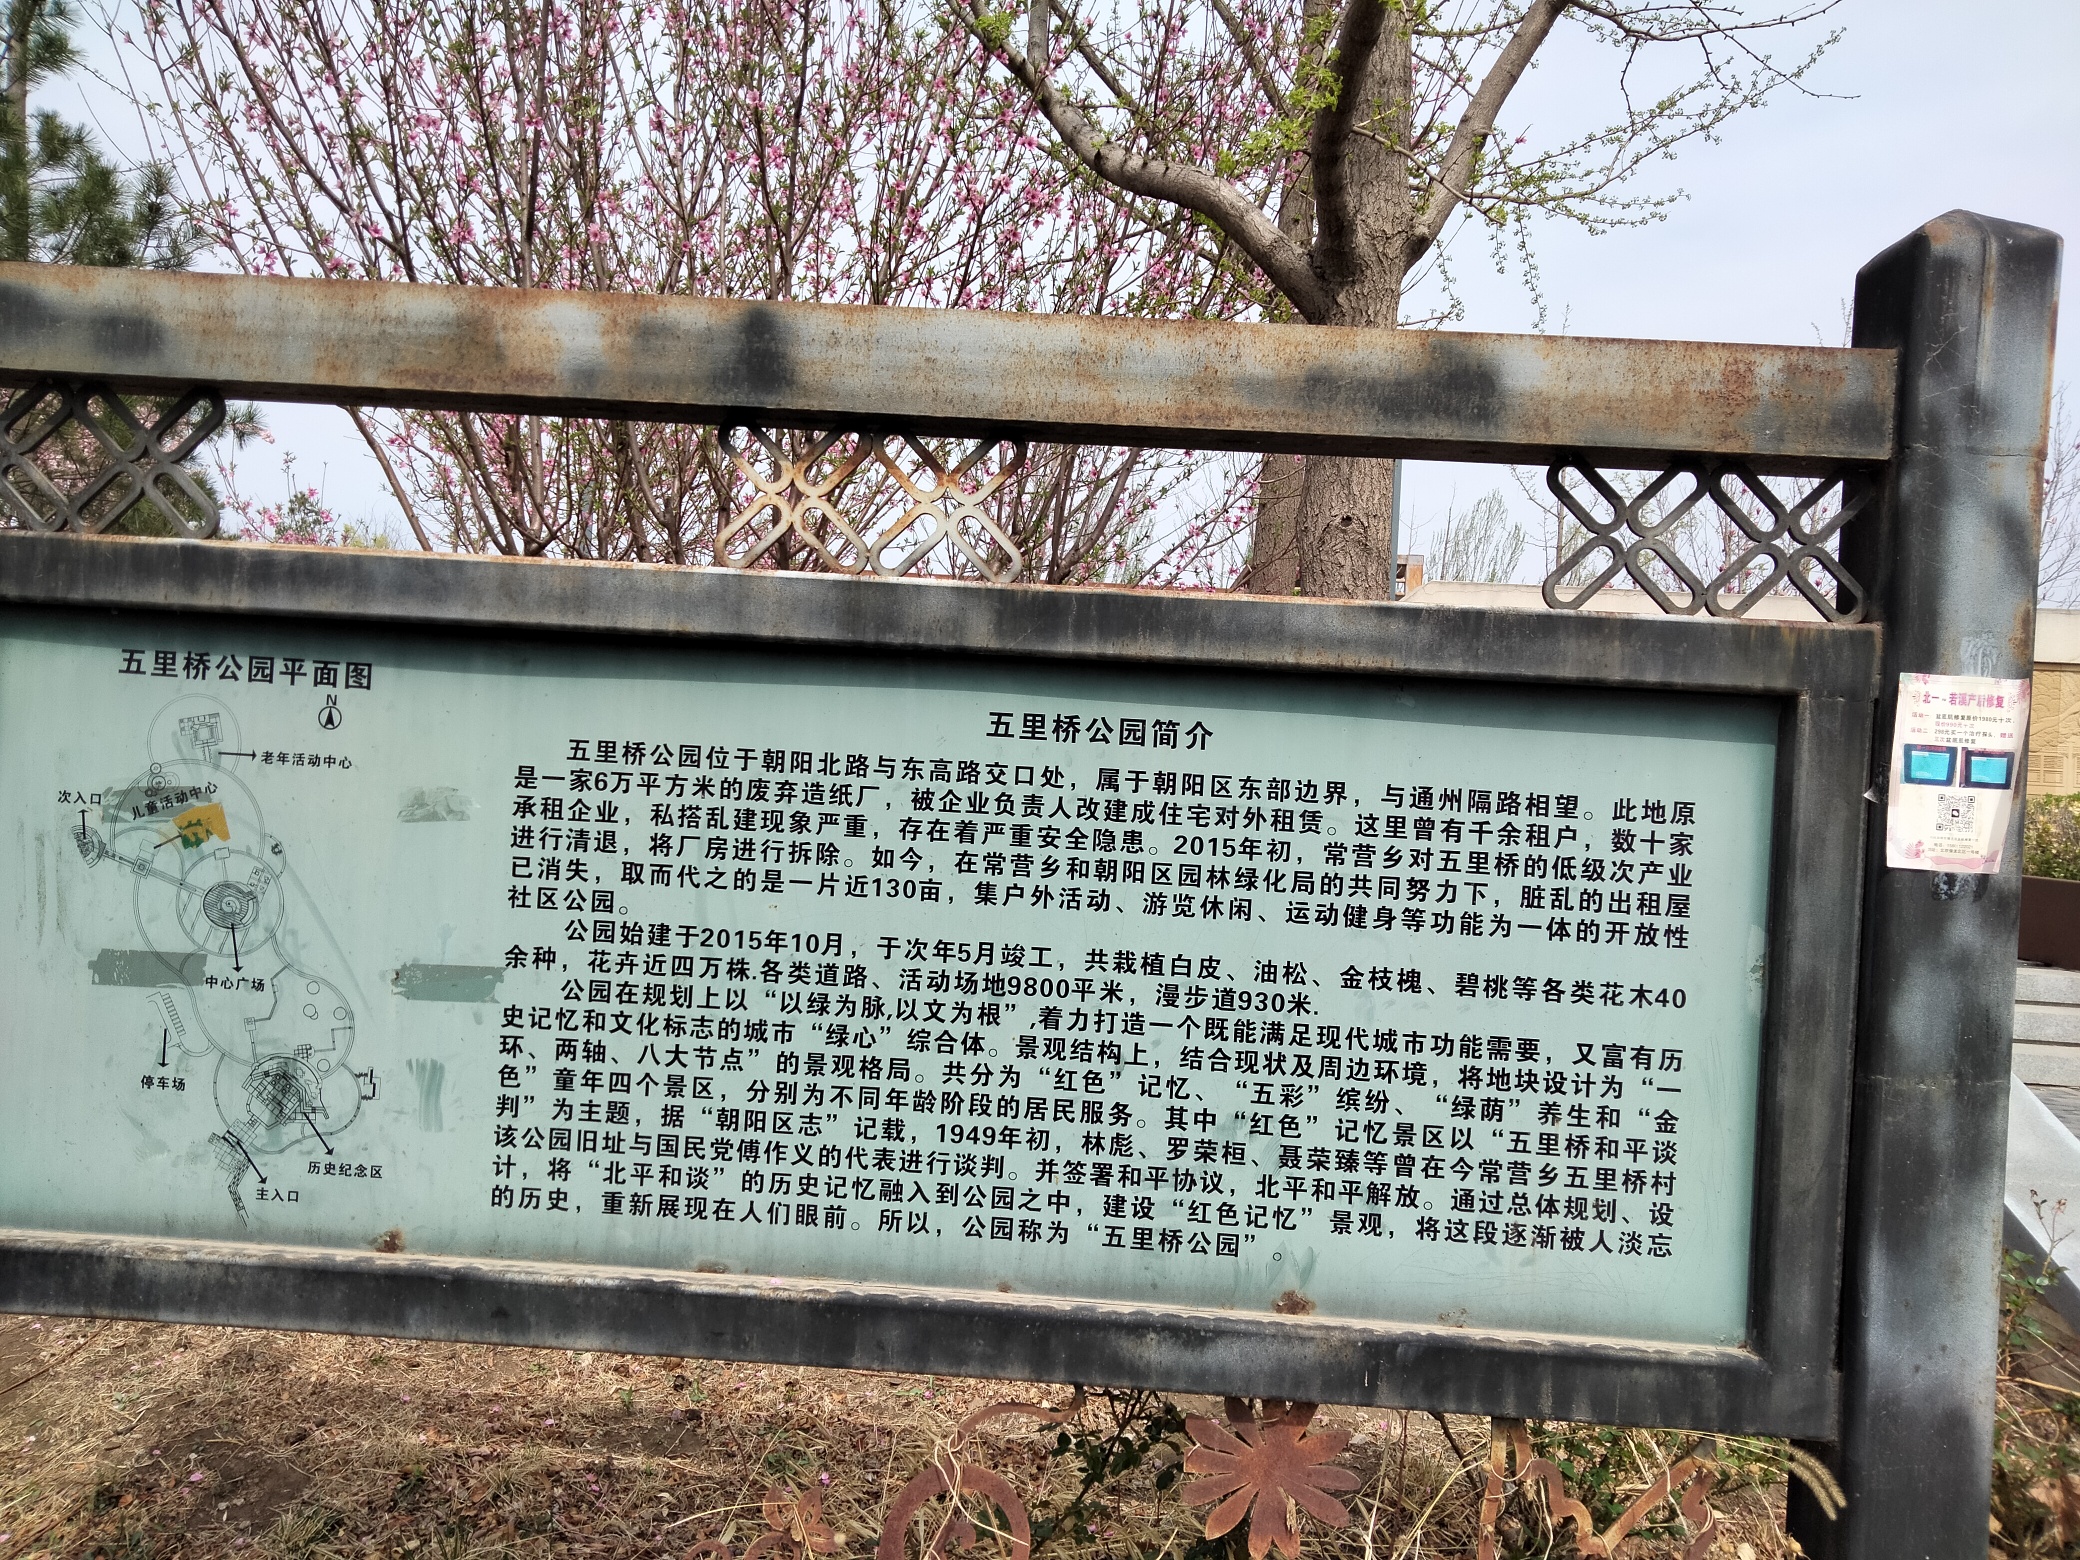 五里桥公园平面图
N
老年活动中心
次入口
儿童活动中心
中心广场
停车场
历史纪念区
主入口
五里桥公园简介
五里桥公园位于朝阳北路与东高路交口处，属于朝阳区东部边界，与通州隔路相望。此地原
是一家6万平方米的废弃造纸厂，被企业负责人改建成住宅对外租赁。这里曾有千余租户，数十家
承租企业，私搭乱建现象严重，存在着严重安全隐患。2015年初，常营乡对五里桥的低级次产业
进行清退，将厂房进行拆除。如今，在常营乡和朝阳区园林绿化局的共同努力下，脏乱的出租屋
已消失，取而代之的是一片近130亩，集户外活动、游览休闲、运动健身等功能为一体的开放性
社区公园。
公园始建于2015年10月，于次年5月竣工，共栽植白皮、油松、金枝槐、碧桃等各类花木40
余种，花卉近四万株.各类道路、活动场地9800平米，漫步道930米.
公园在规划上以“以绿为脉,以文为根”,着力打造一个既能满足现代城市功能需要，又富有历
史记忆和文化标志的城市“绿心”综合体。景观结构上，结合现状及周边环境，将地块设计为“一
环、两轴、八大节点”的景观格局。共分为“红色”记忆、“五彩”缤纷、“绿荫”养生和“金
色”童年四个景区，分别为不同年龄阶段的居民服务。其中“红色”记忆景区以“五里桥和平谈
判”为主题，据“朝阳区志”记载，1949年初，林彪、罗荣桓、聂荣臻等曾在今常营乡五里桥村
该公园旧址与国民党傅作义的代表进行谈判。并签署和平协议，北平和平解放。通过总体规划、设
计，将“北平和谈”的历史记忆融入到公园之中，建设“红色记忆”景观，将这段逐渐被人淡忘
的历史，重新展现在人们眼前。所以，公园称为“五里桥公园”。